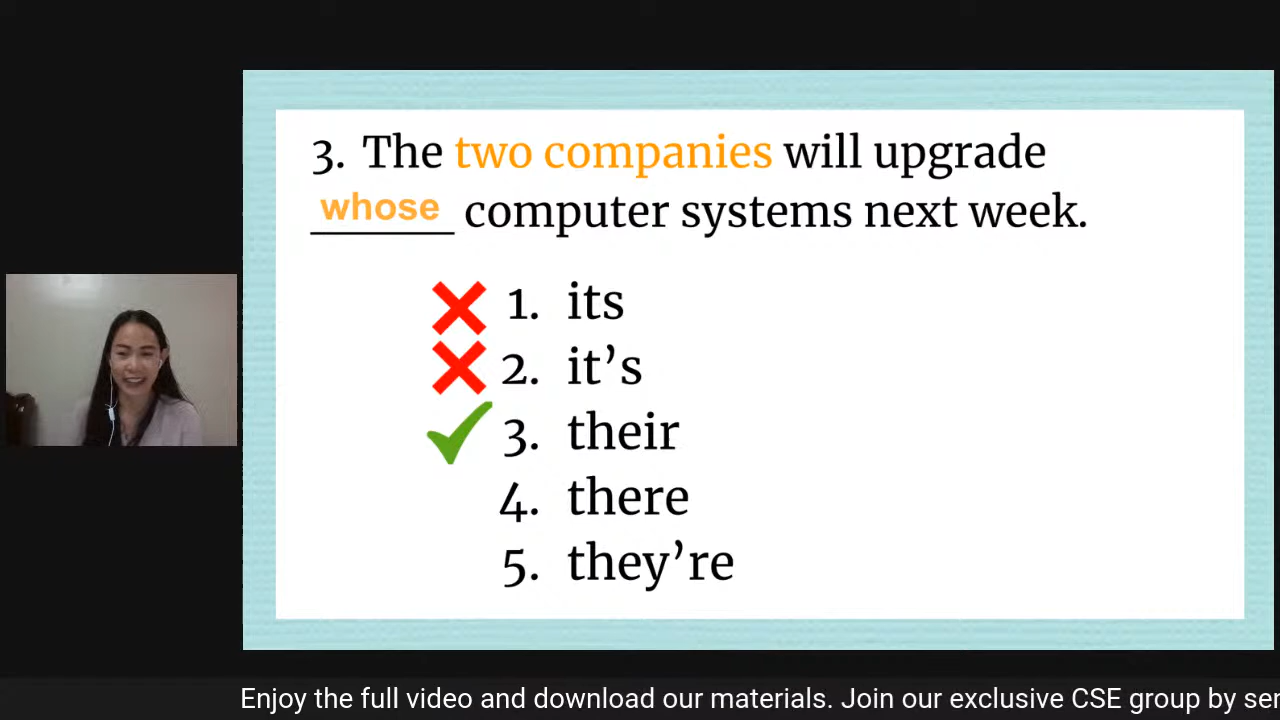 3. The two companies will upgrade
whose computer systems next week.
1. its
2. it’s
3. their
4. there
5. they’re
Enjoy the full video and download our materials. Join our exclusive CSE group by